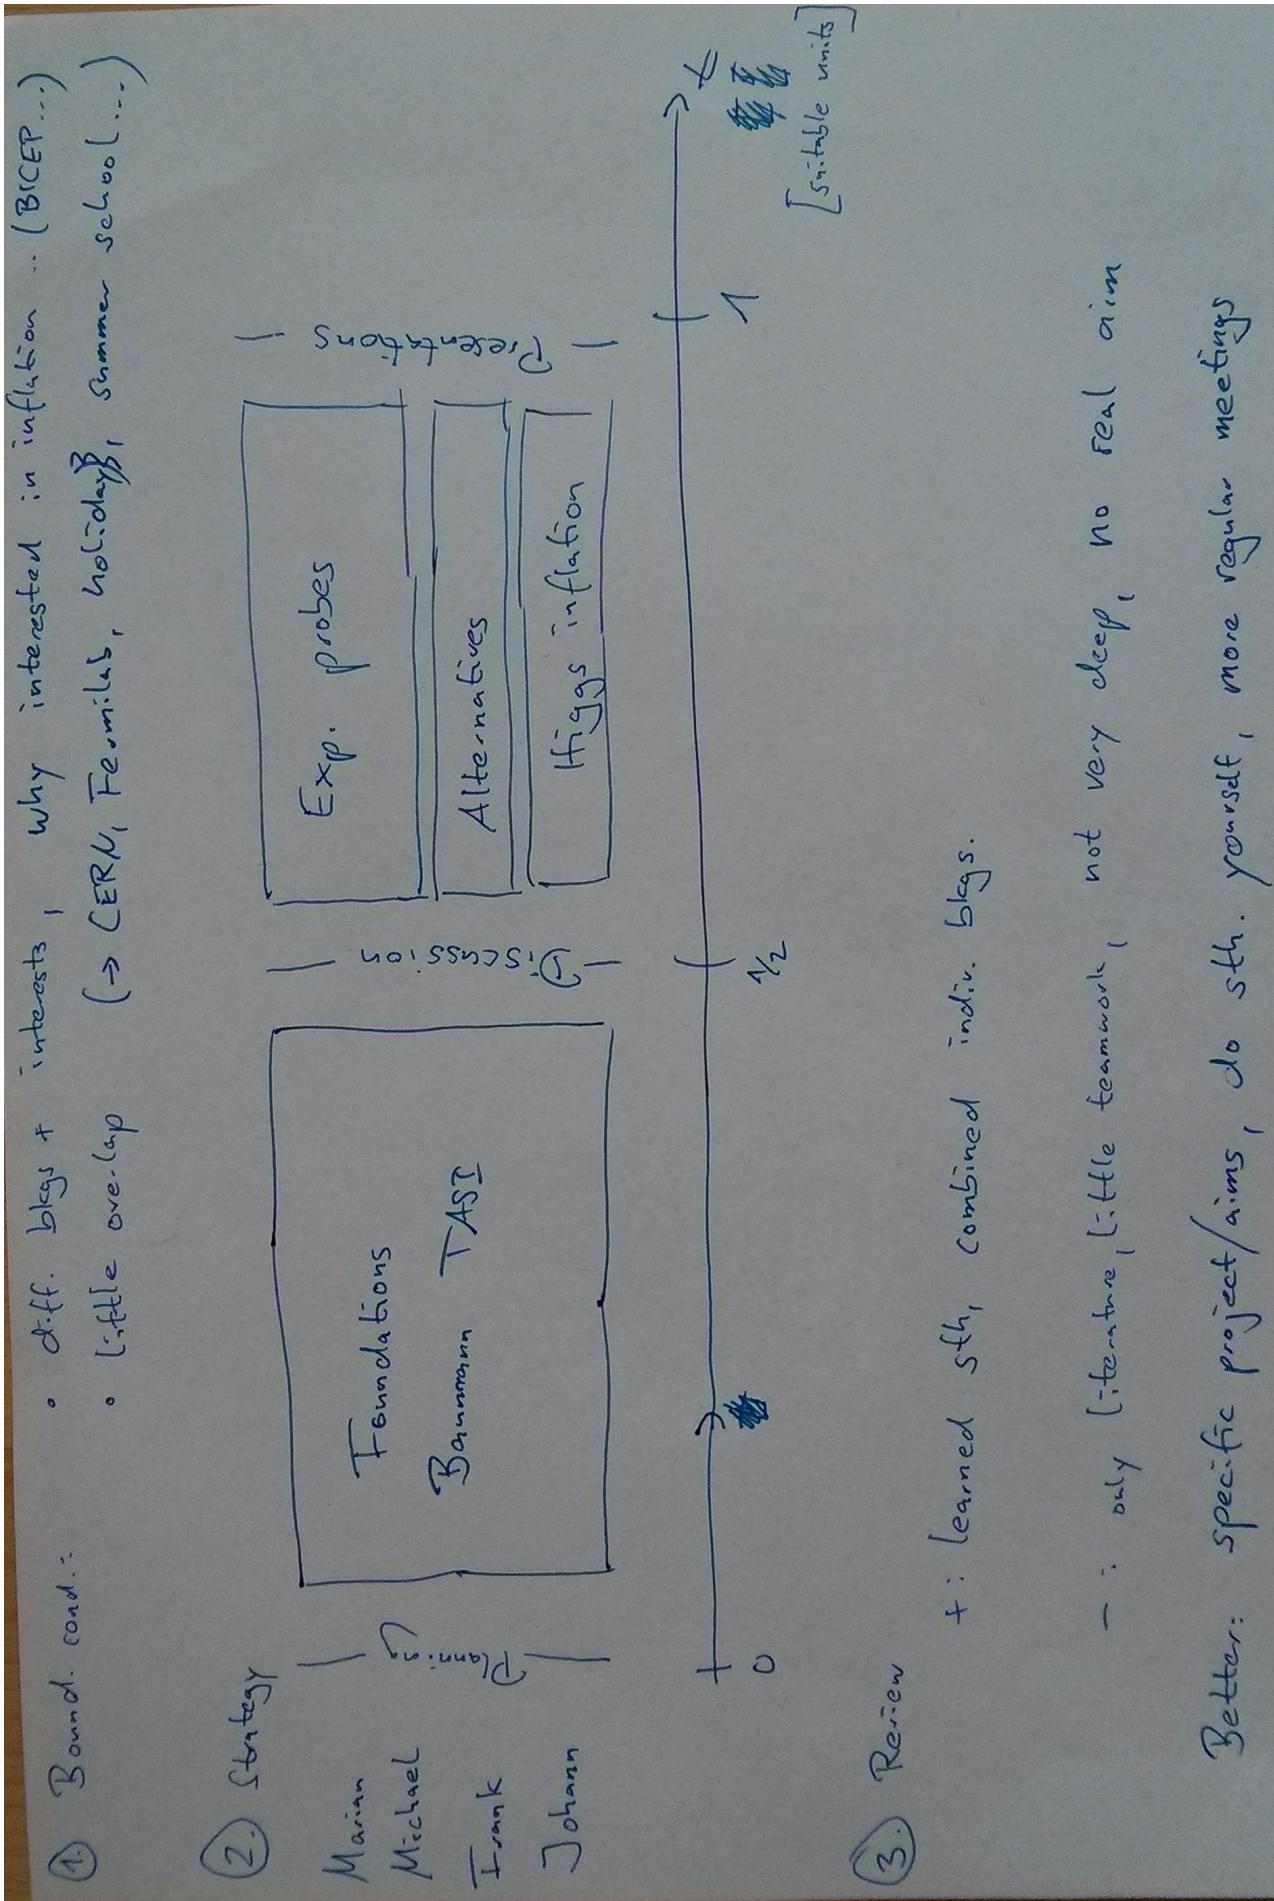 1. Bound. cond.:
• diff. bkgs + interests, why interested in inflation ... (BICEP...)
• little overlap (→ CERN, Fermilab, holidays, summer school...)
2. Strategy
Marian
Michael
Frank
Johann
Planning
Foundations
Baumann TASI
Discussion
Exp. probes
Alternatives
Higgs inflation
Presentations
0
1/2
1
t
[suitable units]
3. Review
+: learned sth, combined indiv. bkgs.
-: only literature, little teamwork, not very deep, no real aim
Better: specific project/aims, do sth. yourself, more regular meetings